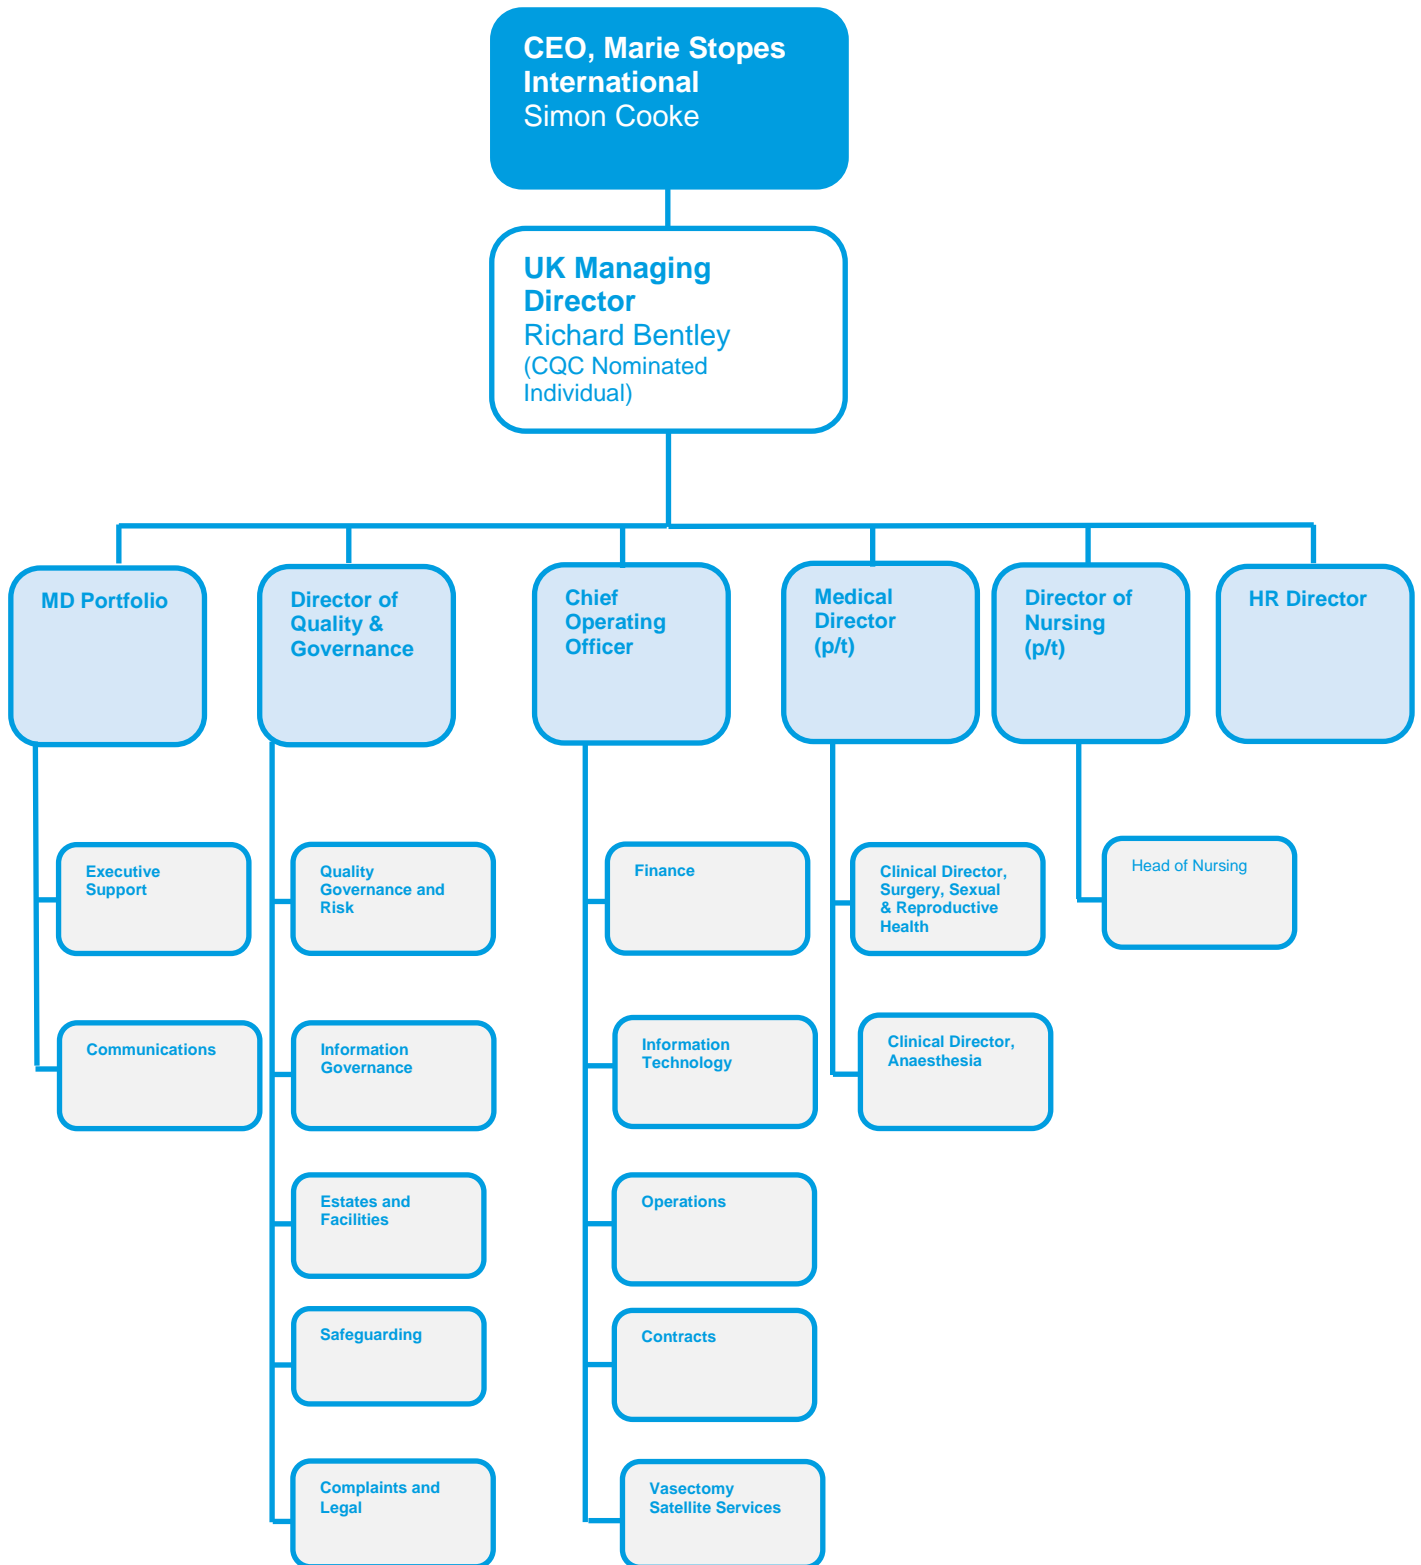 CEO, Marie Stopes
International
Simon Cooke
UK Managing
Director
Richard Bentley
(CQC Nominated
Individual)
MD Portfolio
Director of
Quality &
Governance
Chief
Operating
Officer
Medical
Director
(p/t)
Director of
Nursing
(p/t)
HR Director
Executive
Support
Communications
Quality
Governance and
Risk
Information
Governance
Estates and
Facilities
Safeguarding
Complaints and
Legal
Finance
Information
Technology
Operations
Contracts
Vasectomy
Satellite Services
Clinical Director,
Surgery, Sexual
& Reproductive
Health
Clinical Director,
Anaesthesia
Head of Nursing